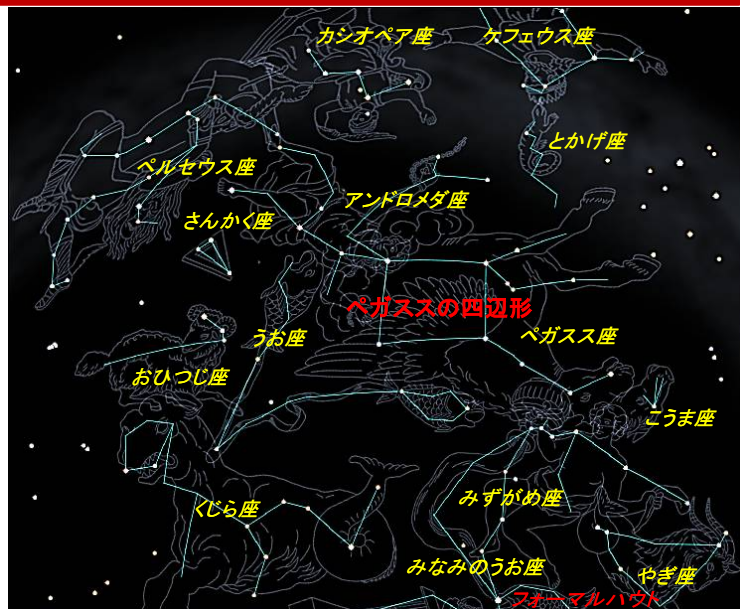 カシオペア座
ケフェウス座
とかげ座
ペルセウス座
アンドロメダ座
さんかく座
ペガススの四辺形
うお座
ペガスス座
おひつじ座
こうま座
くじら座
みずがめ座
みなみのうお座
やぎ座
フォーマルハウト